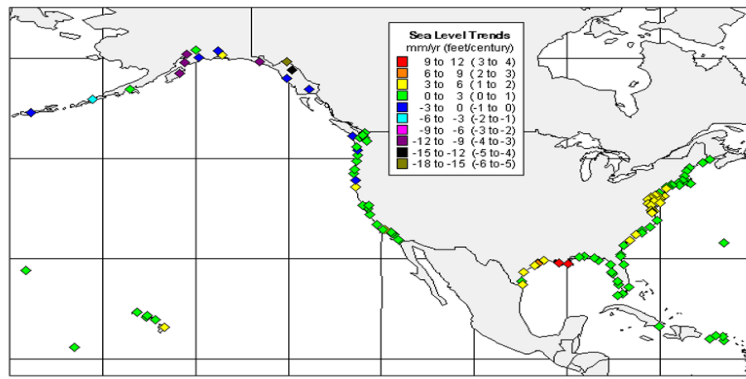 Sea Level Trends
mm/yr (feet/century)
9 to 12 (3 to 4)
6 to 9 (2 to 3)
3 to 6 (1 to 2)
0 to 3 (0 to 1)
-3 to 0 (-1 to 0)
-6 to -3 (-2 to -1)
-9 to -6 (-3 to -2)
-12 to -9 (-4 to -3)
-15 to -12 (-5 to -4)
-18 to -15 (-6 to -5)